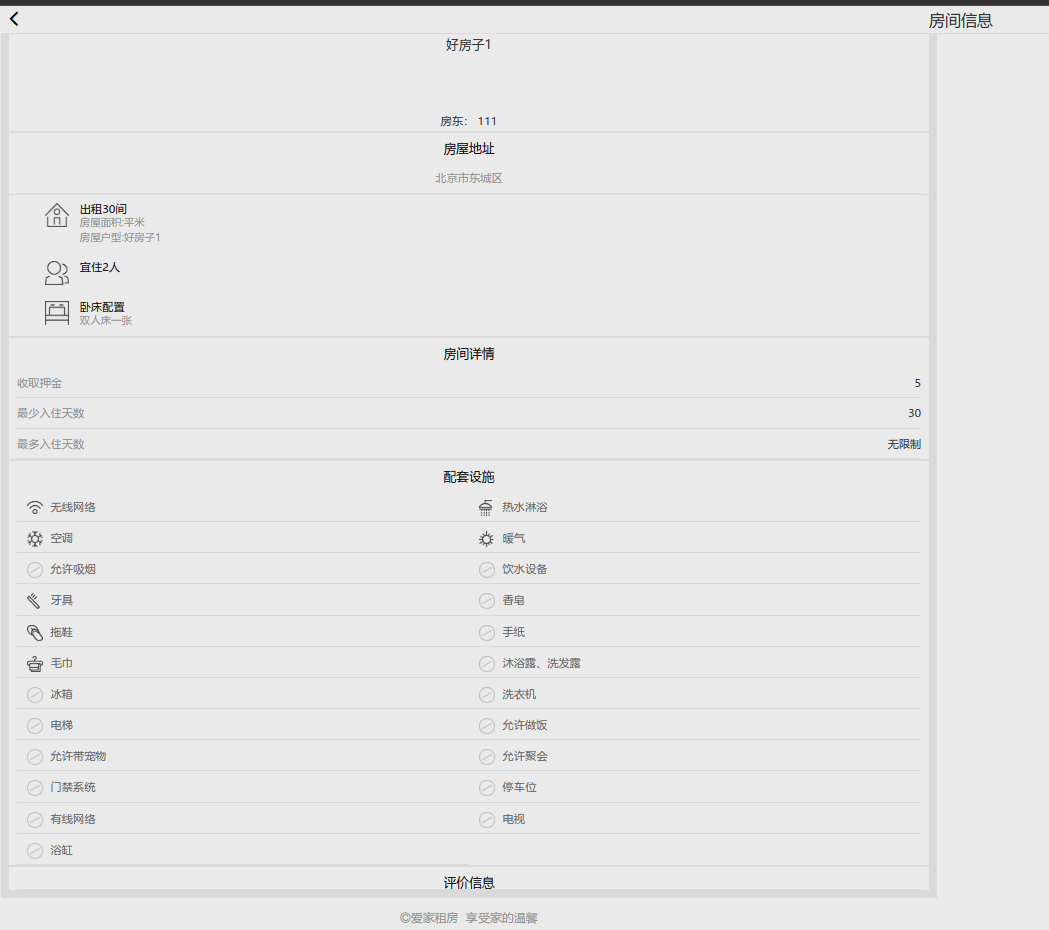 房间信息
好房子1
房东： 111
房屋地址
北京市东城区
出租30间
房屋面积:平米
房屋户型:好房子1
宜住2人
卧床配置
双人床一张
房间详情
收取押金 5
最少入住天数 30
最多入住天数 无限制
配套设施
无线网络 热水淋浴
空调 暖气
允许吸烟 饮水设备
牙具 香皂
拖鞋 手纸
毛巾 沐浴露、洗发露
冰箱 洗衣机
电梯 允许做饭
允许带宠物 允许聚会
门禁系统 停车位
有线网络 电视
浴缸
评价信息
©爱家租房 享受家的温馨